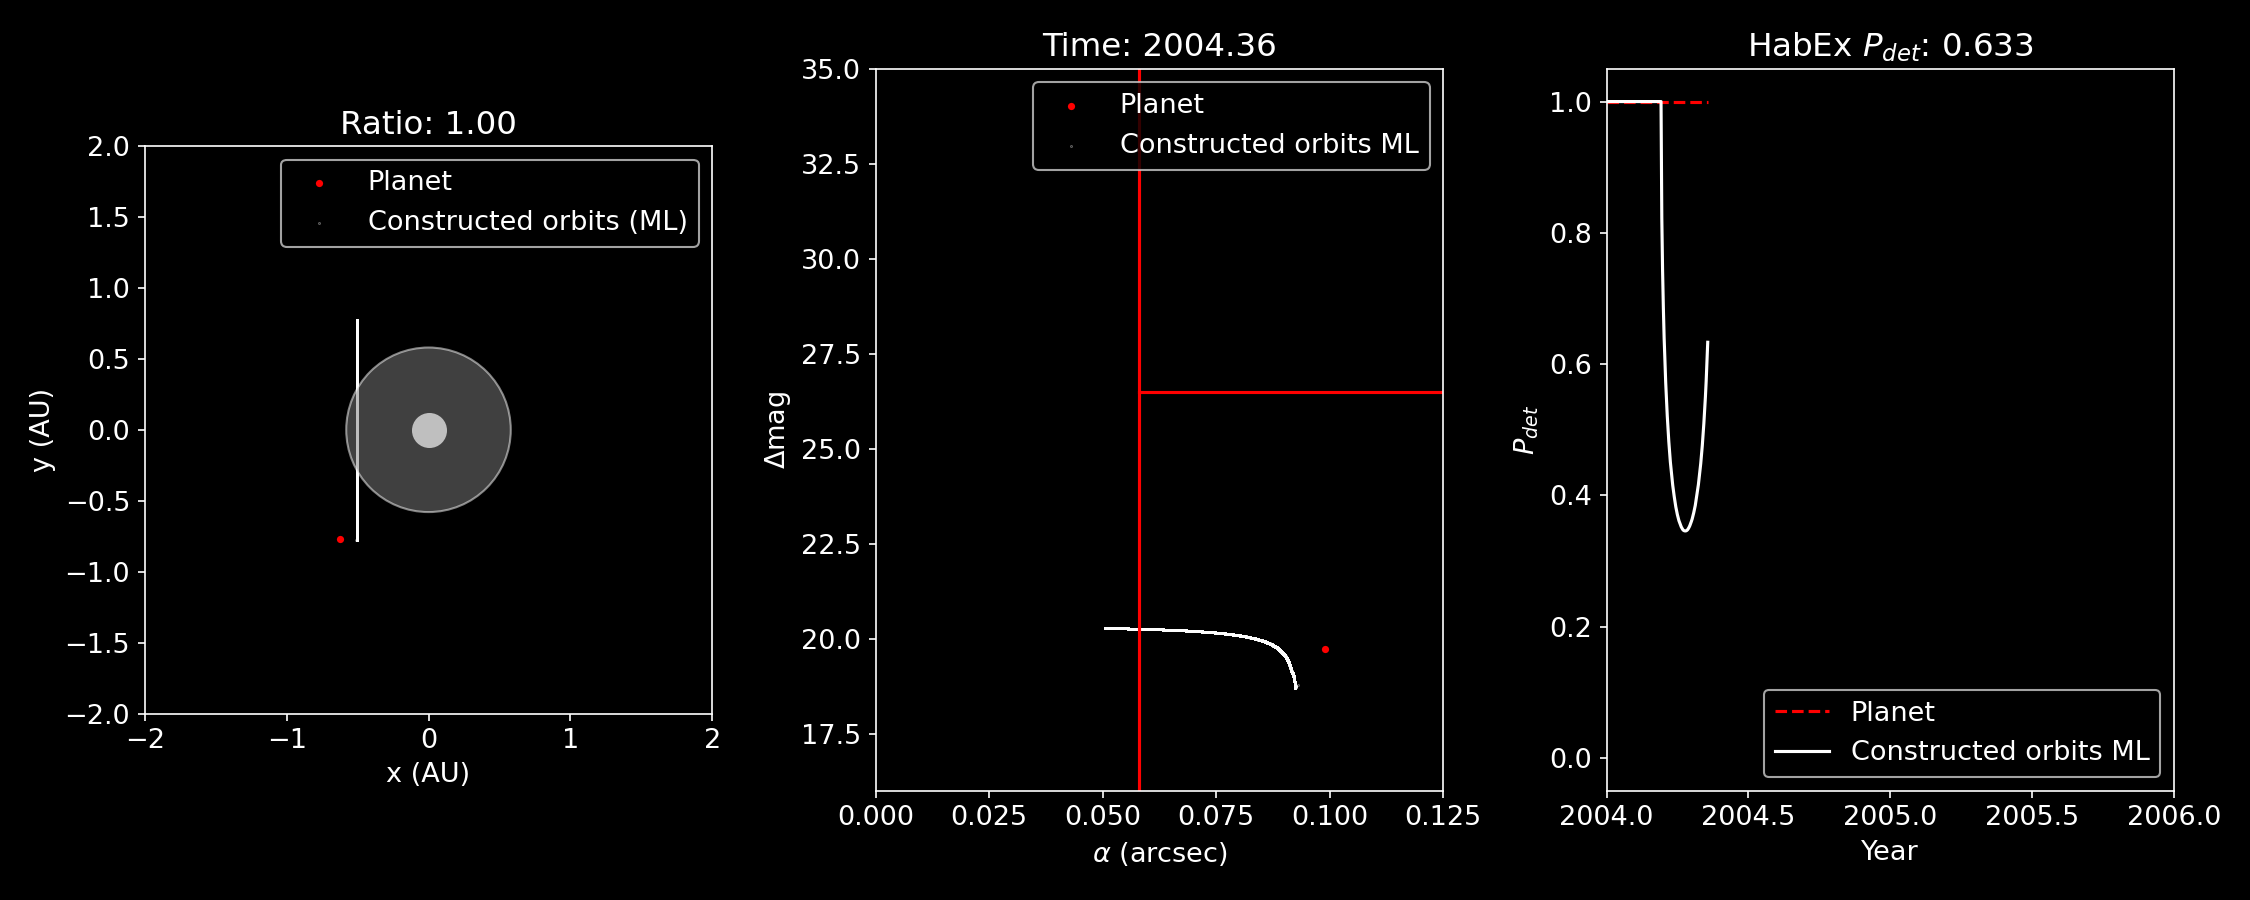 Ratio: 1.00
Planet
Constructed orbits (ML)
2.0
1.5
1.0
0.5
0.0
−0.5
−1.0
−1.5
−2.0
y (AU)
−2 −1 0 1 2
x (AU)
Time: 2004.36
Planet
Constructed orbits ML
35.0
32.5
30.0
27.5
25.0
22.5
20.0
17.5
Δmag
0.000 0.025 0.050 0.075 0.100 0.125
α (arcsec)
HabEx P_det: 0.633
1.0
0.8
0.6
0.4
0.2
0.0
P_det
Planet
Constructed orbits ML
2004.0 2004.5 2005.0 2005.5 2006.0
Year